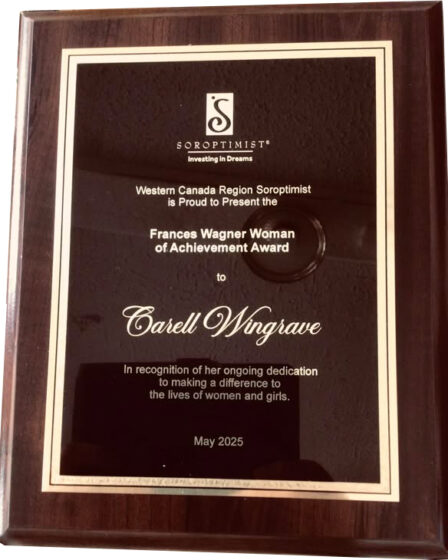 S
SOROPTIMIST®
Investing in Dreams
Western Canada Region Soroptimist
is Proud to Present the
Frances Wagner Woman
of Achievement Award
to
Carell Wingrave
In recognition of her ongoing dedication
to making a difference to
the lives of women and girls.
May 2025